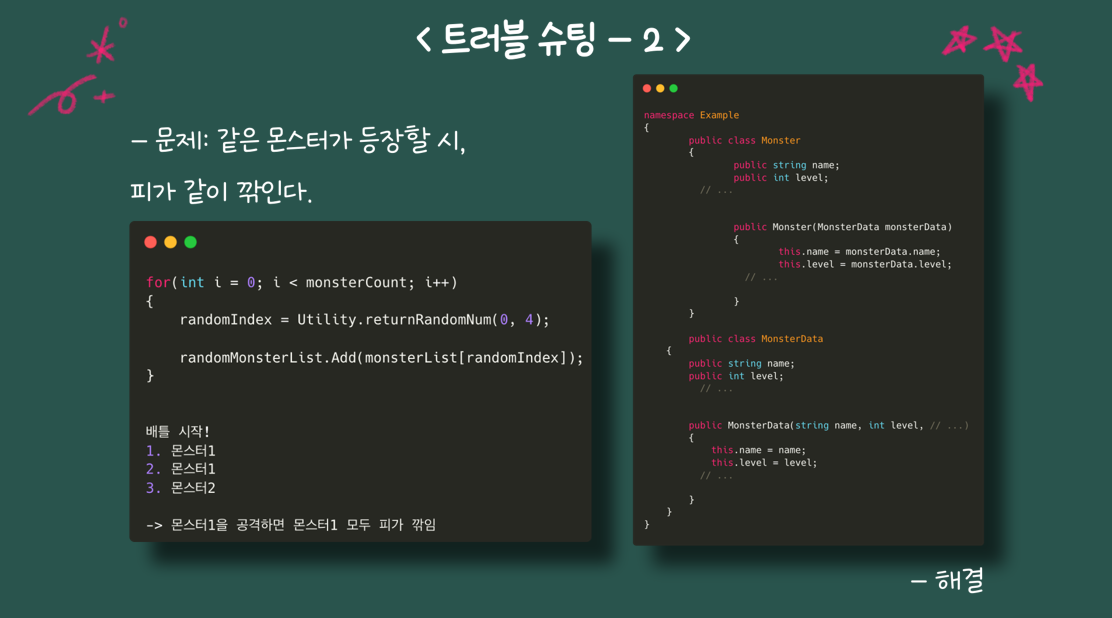 < 트러블 슈팅 - 2 >
- 문제: 같은 몬스터가 등장할 시,
피가 같이 깎인다.
for(int i = 0; i < monsterCount; i++)
{
randomIndex = Utility.returnRandomNum(0, 4);
randomMonsterList.Add(monsterList[randomIndex]);
}
배틀 시작!
1. 몬스터1
2. 몬스터1
3. 몬스터2
-> 몬스터1을 공격하면 몬스터1 모두 피가 깎임
namespace Example
{
public class Monster
{
public string name;
public int level;
// ...
public Monster(MonsterData monsterData)
{
this.name = monsterData.name;
this.level = monsterData.level;
// ...
}
}
public class MonsterData
{
public string name;
public int level;
// ...
public MonsterData(string name, int level, // ...)
{
this.name = name;
this.level = level;
// ...
}
}
}
- 해결